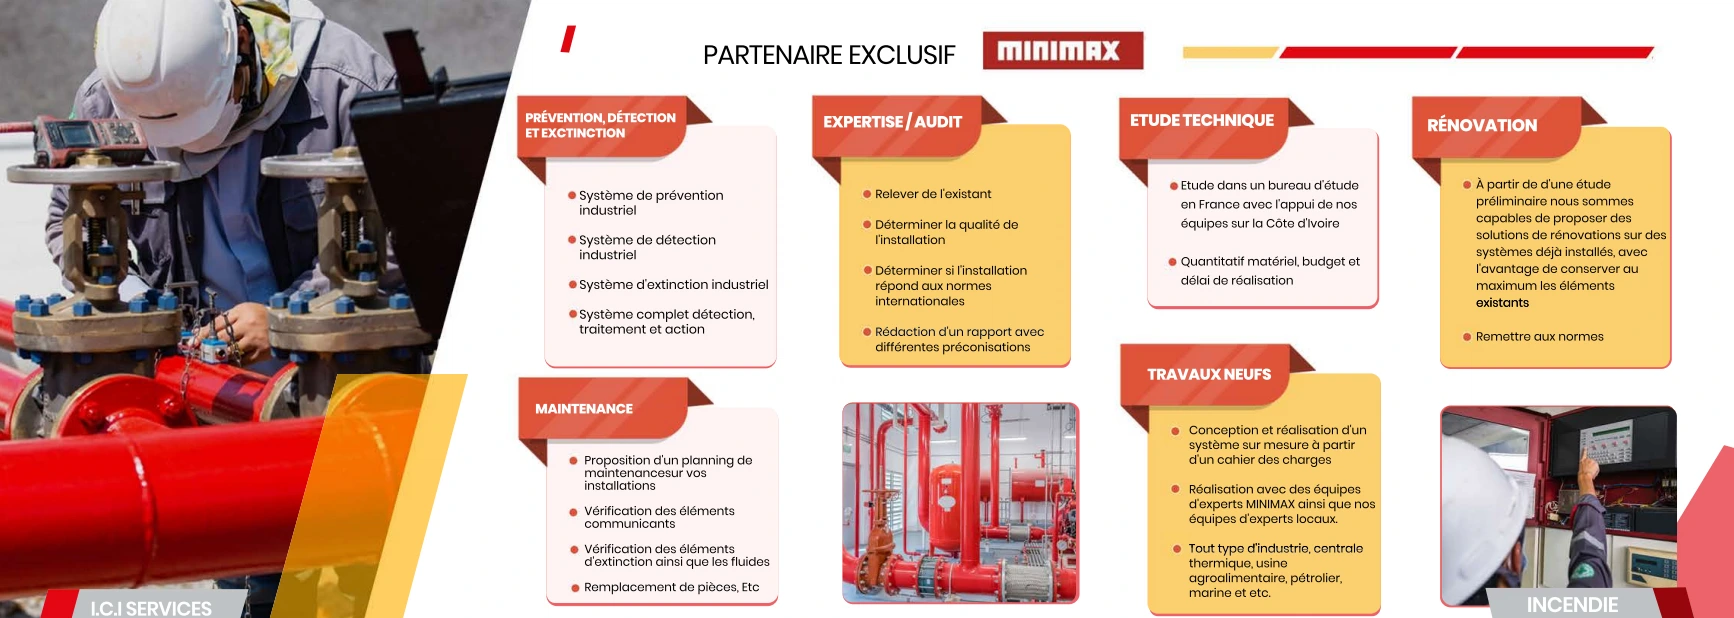 PARTENAIRE EXCLUSIF
MINIMAX
PRÉVENTION, DÉTECTION
ET EXCTINCTION
Système de prévention
industriel
Système de détection
industriel
Système d'extinction industriel
Système complet détection,
traitement et action
EXPERTISE / AUDIT
Relever de l'existant
Déterminer la qualité de
l'installation
Déterminer si l'installation
répond aux normes
internationales
Rédaction d'un rapport avec
différentes préconisations
ETUDE TECHNIQUE
Etude dans un bureau d'étude
en France avec l'appui de nos
équipes sur la Côte d'Ivoire
Quantitatif matériel, budget et
délai de réalisation
RÉNOVATION
À partir de d'une étude
préliminaire nous sommes
capables de proposer des
solutions de rénovations sur des
systèmes déjà installés, avec
l'avantage de conserver au
maximum les éléments
existants
Remettre aux normes
MAINTENANCE
Proposition d'un planning de
maintenancesur vos
installations
Vérification des éléments
communicants
Vérification des éléments
d'extinction ainsi que les fluides
Remplacement de pièces, Etc
TRAVAUX NEUFS
Conception et réalisation d'un
système sur mesure à partir
d'un cahier des charges
Réalisation avec des équipes
d'experts MINIMAX ainsi que nos
équipes d'experts locaux.
Tout type d'industrie, centrale
thermique, usine
agroalimentaire, pétrolier,
marine et etc.
I.C.I SERVICES
INCENDIE